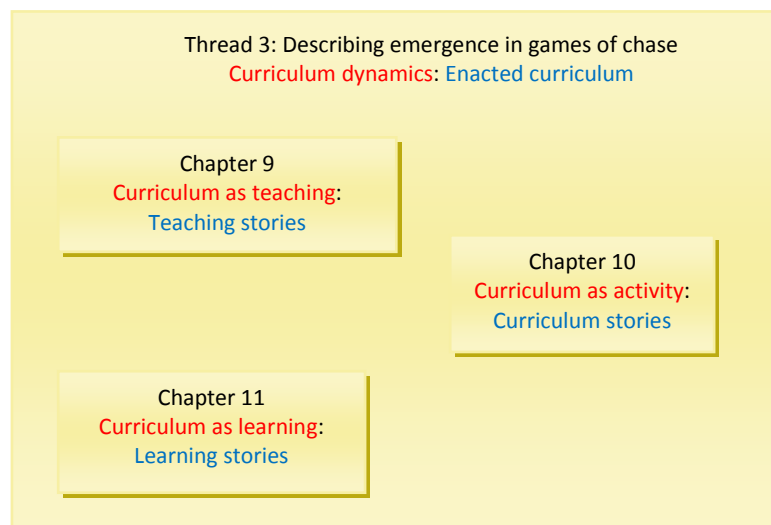 Thread 3: Describing emergence in games of chase
Curriculum dynamics: Enacted curriculum
Chapter 9
Curriculum as teaching:
Teaching stories
Chapter 10
Curriculum as activity:
Curriculum stories
Chapter 11
Curriculum as learning:
Learning stories